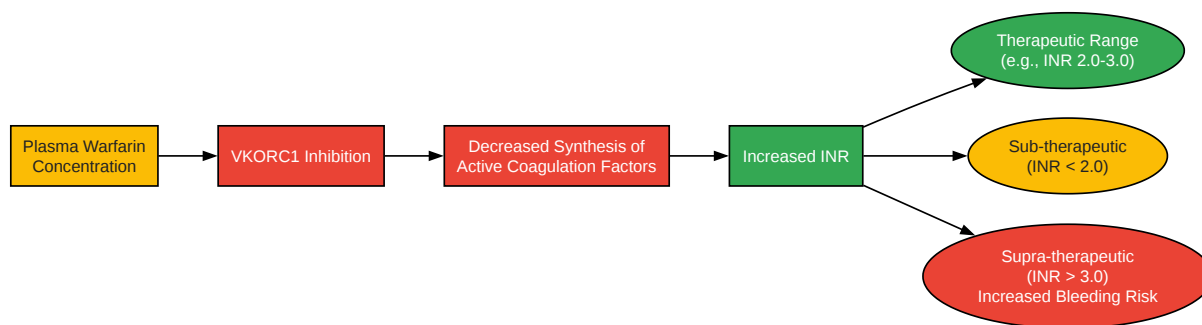 Plasma Warfarin
Concentration
VKORC1 Inhibition
Decreased Synthesis of
Active Coagulation Factors
Increased INR
Therapeutic Range
(e.g., INR 2.0-3.0)
Sub-therapeutic
(INR < 2.0)
Supra-therapeutic
(INR > 3.0)
Increased Bleeding Risk